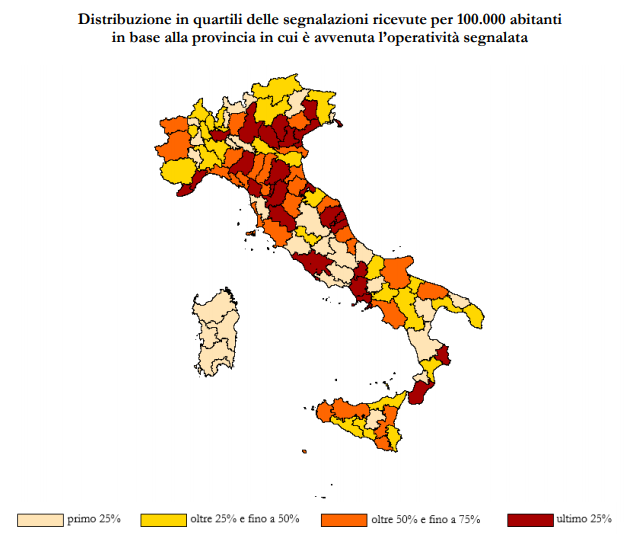 Distribuzione in quartili delle segnalazioni ricevute per 100.000 abitanti
in base alla provincia in cui è avvenuta l'operatività segnalata
primo 25% oltre 25% e fino a 50% oltre 50% e fino a 75% ultimo 25%